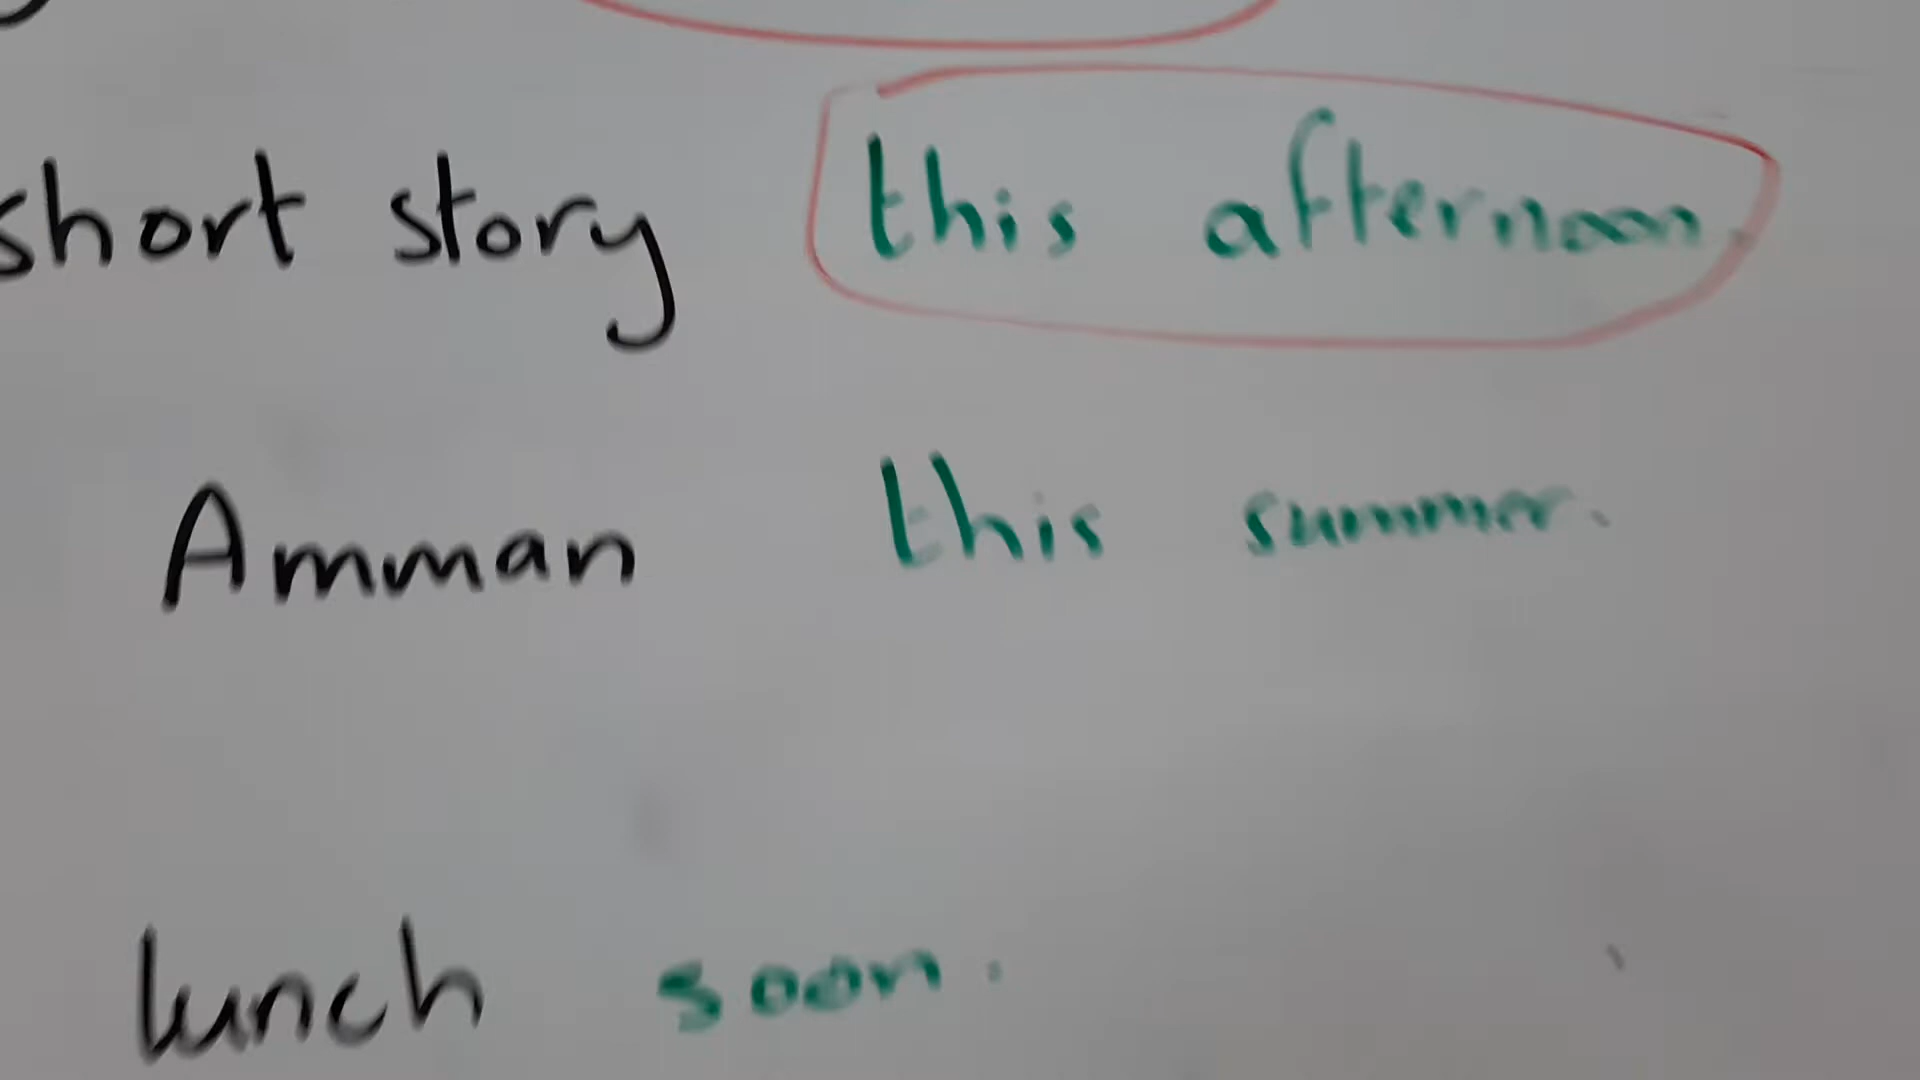 short story this afternoon.
Amman this summer.
lunch soon.